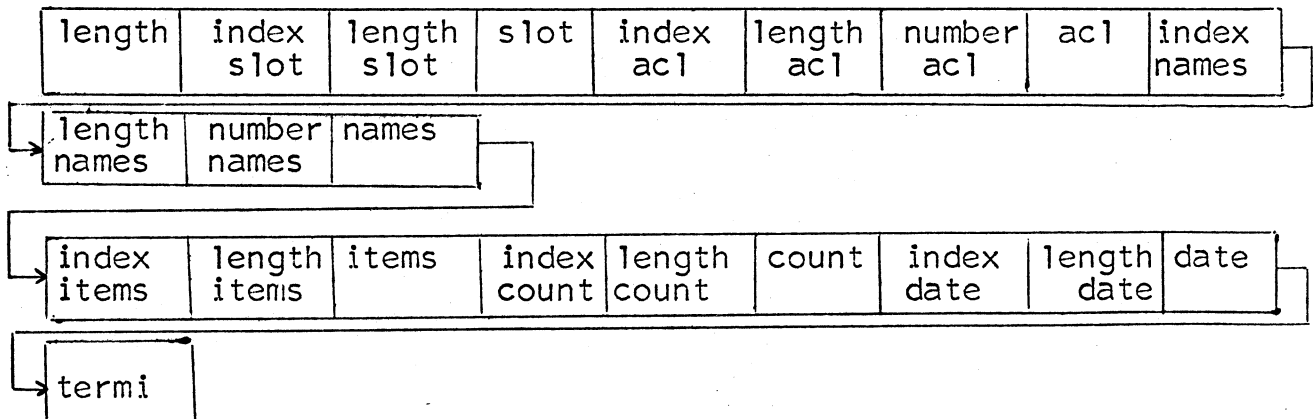 length index length slot index length number acl index
slot slot acl acl acl names
length number names
names names
index length items index length count index length date
items items count count date date
termi